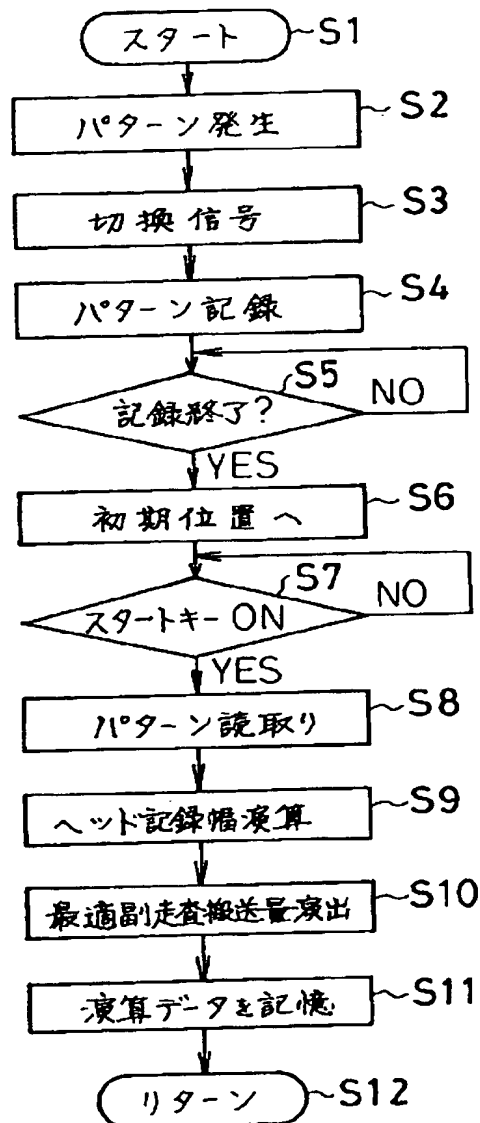 スタート S1
パターン発生 S2
切換信号 S3
パターン記録 S4
S5
記録終了? NO
YES
初期位置へ S6
S7
スタートキー ON NO
YES
パターン読取り S8
ヘッド記録幅演算 S9
最適副走査搬送量演出 S10
演算データを記憶 S11
リターン S12